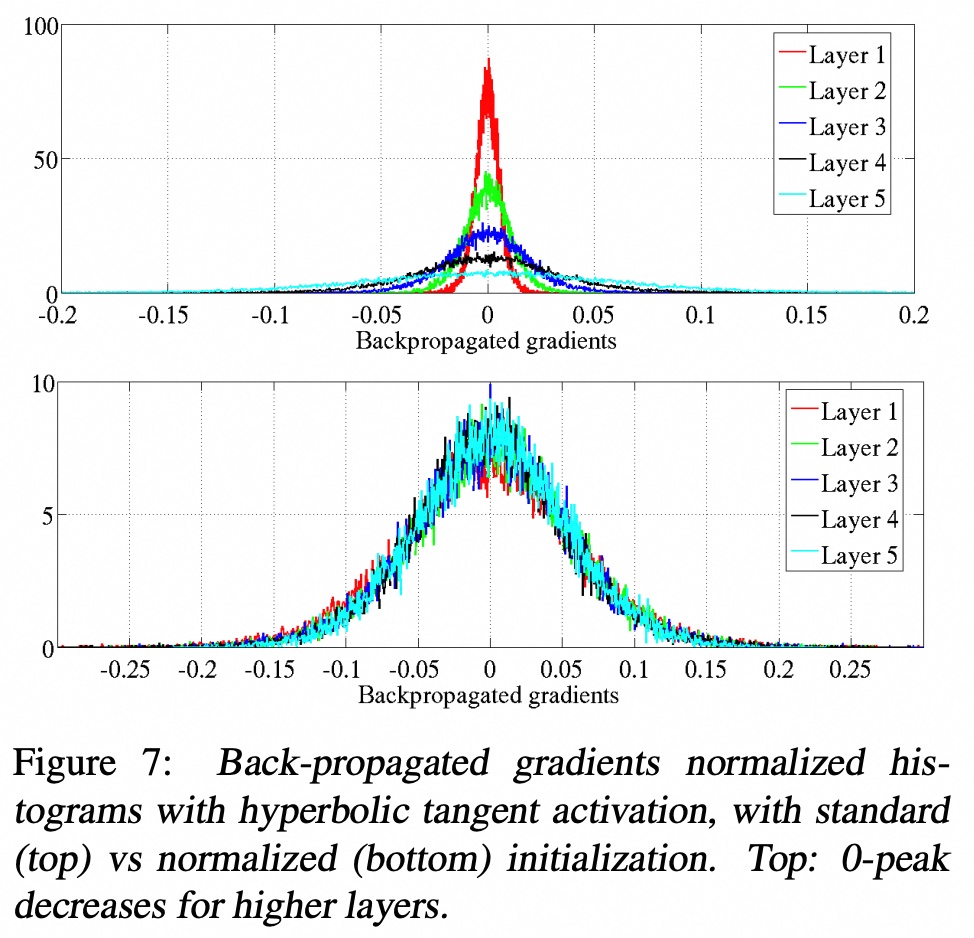 100
50
0
-0.2 -0.15 -0.1 -0.05 0 0.05 0.1 0.15 0.2
Backpropagated gradients
Layer 1
Layer 2
Layer 3
Layer 4
Layer 5
10
5
0
-0.25 -0.2 -0.15 -0.1 -0.05 0 0.05 0.1 0.15 0.2 0.25
Backpropagated gradients
Layer 1
Layer 2
Layer 3
Layer 4
Layer 5
Figure 7: Back-propagated gradients normalized his-
tograms with hyperbolic tangent activation, with standard
(top) vs normalized (bottom) initialization. Top: 0-peak
decreases for higher layers.